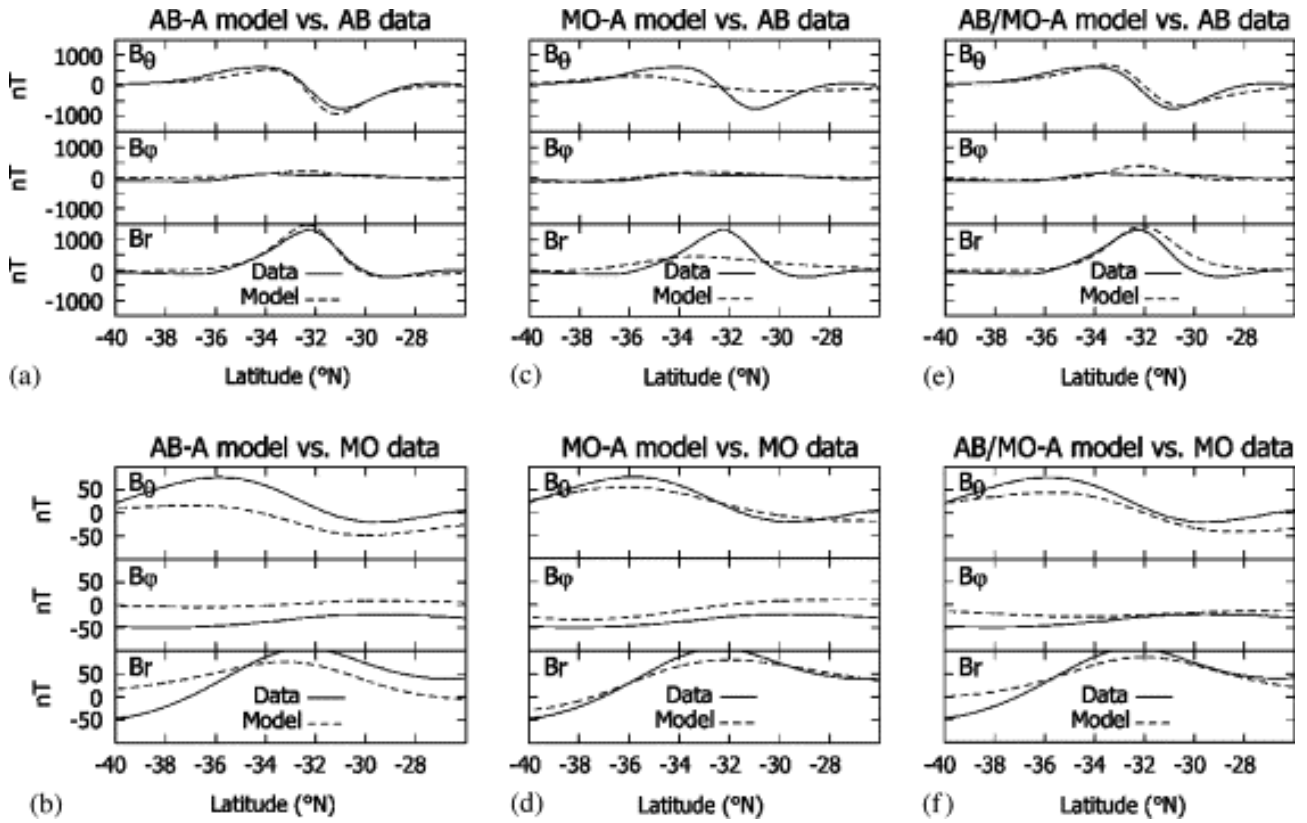 AB-A model vs. AB data
MO-A model vs. AB data
AB/MO-A model vs. AB data
nT 1000 0 -1000 Bθ
Bθ
Bθ
nT 1000 0 -1000 Bφ
Bφ
Bφ
nT 1000 0 -1000 Br
Br
Br
Data
Model
Data
Model
Data
Model
-40 -38 -36 -34 -32 -30 -28
-40 -38 -36 -34 -32 -30 -28
-40 -38 -36 -34 -32 -30 -28
(a) Latitude (°N)
(c) Latitude (°N)
(e) Latitude (°N)
AB-A model vs. MO data
MO-A model vs. MO data
AB/MO-A model vs. MO data
nT 50 0 -50 Bθ
Bθ
Bθ
nT 50 0 -50 Bφ
Bφ
Bφ
nT 50 0 -50 Br
Br
Br
Data
Model
Data
Model
Data
Model
-40 -38 -36 -34 -32 -30 -28
-40 -38 -36 -34 -32 -30 -28
-40 -38 -36 -34 -32 -30 -28
(b) Latitude (°N)
(d) Latitude (°N)
(f) Latitude (°N)